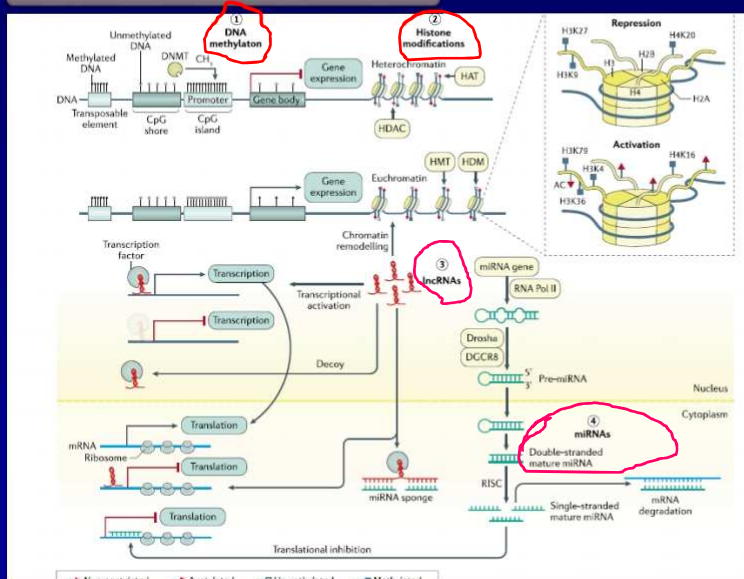 ①
DNA
methylaton
②
Histone
modifications
Unmethylated
DNA
Methylated
DNA
DNMT
CH₃
DNA
Transposable
element
CpG
shore
Promoter
CpG
island
Gene body
Gene
expression
Heterochromatin
HAT
HDAC
Repression
H3K27
H3K9
H3
H2B
H4K20
H4
H2A
Activation
H3K79
H3K4
H4K16
AC
H3K36
Gene
expression
Euchromatin
HMT
HDM
Chromatin
remodelling
Transcription
factor
Transcription
Transcription
Transcriptional
activation
③
lncRNAs
miRNA gene
RNA Pol II
Drosha
DGCR8
5'
3'
Pre-miRNA
Decoy
Nucleus
Cytoplasm
Translation
mRNA
Ribosome
Translation
Translation
miRNA sponge
④
miRNAs
Double-stranded
mature miRNA
RISC
Single-stranded
mature miRNA
mRNA
degradation
Translational inhibition